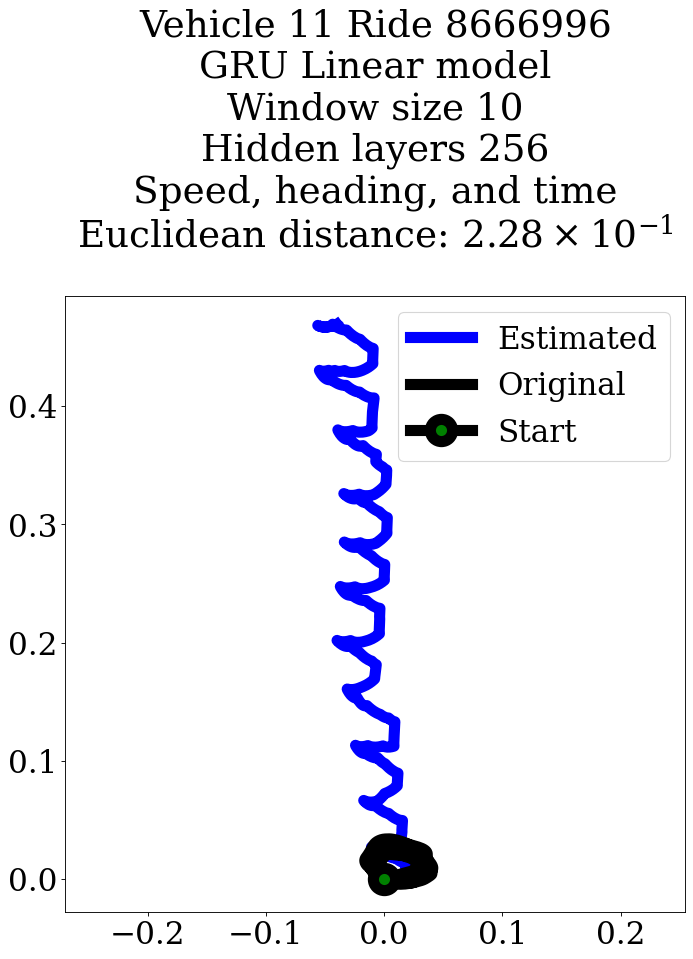 Vehicle 11 Ride 8666996
GRU Linear model
Window size 10
Hidden layers 256
Speed, heading, and time
Euclidean distance: 2.28 × 10⁻¹
Estimated
Original
Start
0.4
0.3
0.2
0.1
0.0
−0.2
−0.1
0.0
0.1
0.2